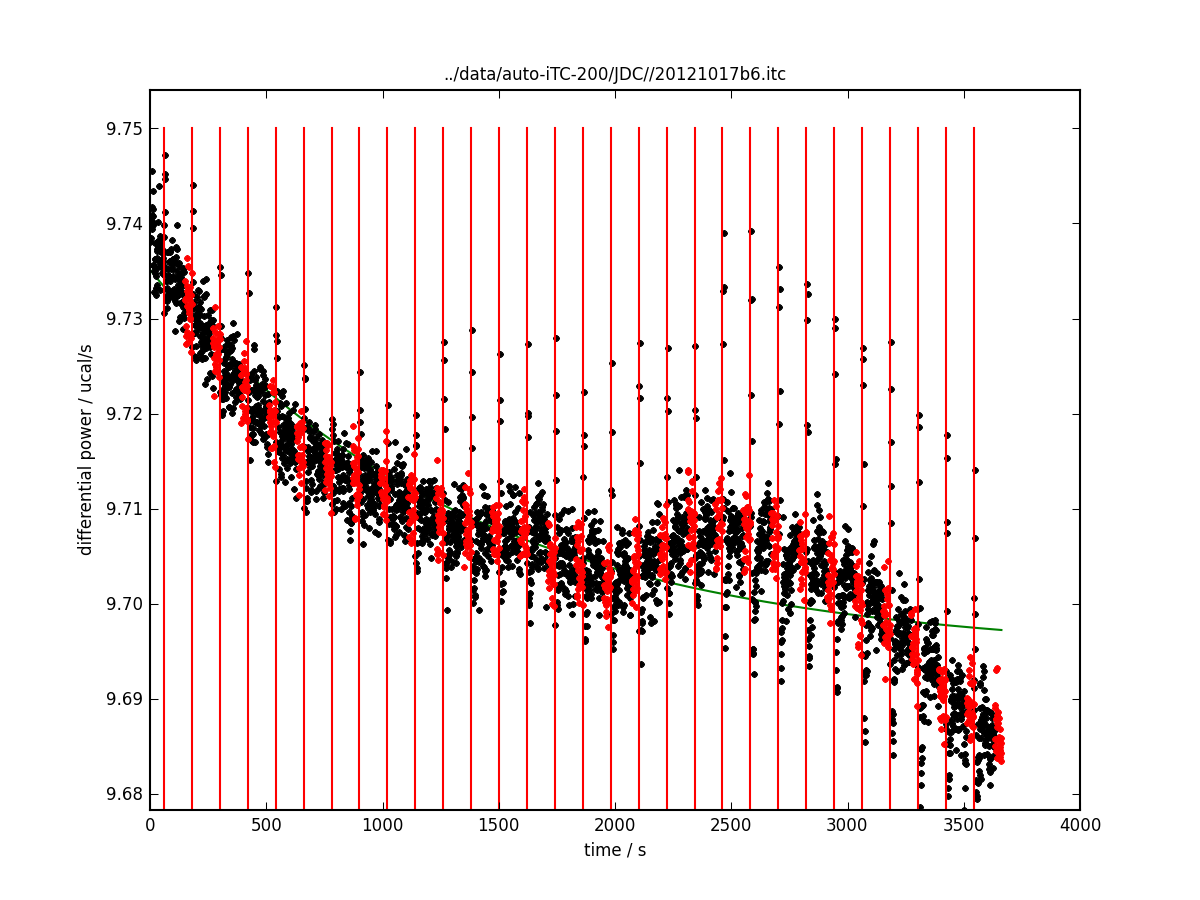 ../data/auto-iTC-200/JDC//20121017b6.itc
9.75
9.74
9.73
9.72
9.71
9.70
9.69
9.68
differential power / ucal/s
0 500 1000 1500 2000 2500 3000 3500 4000
time / s